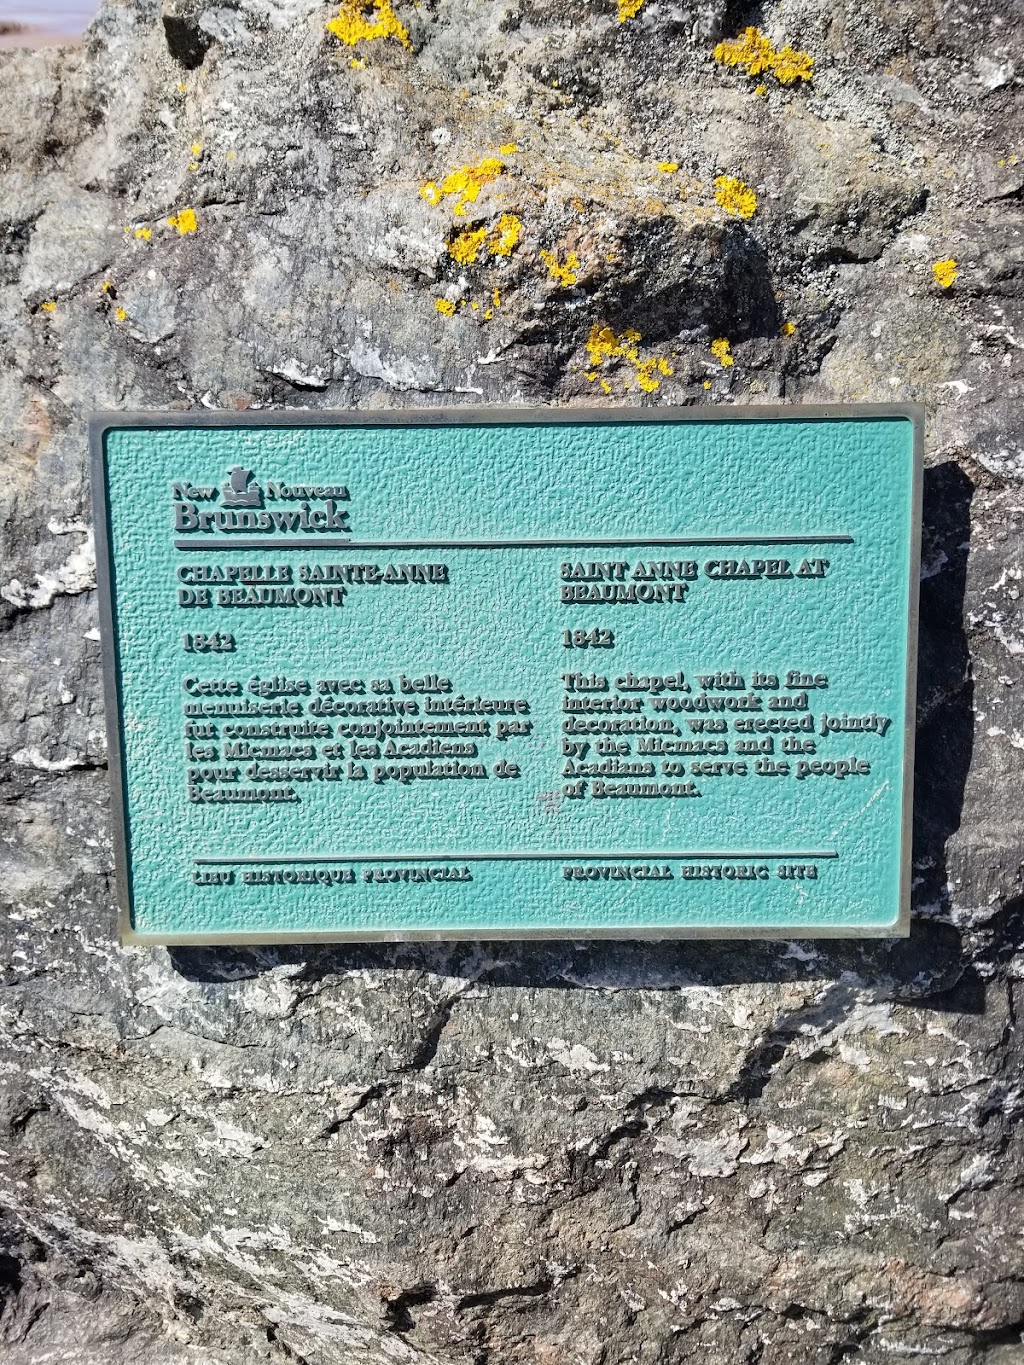 New Nouveau
Brunswick
CHAPELLE SAINTE-ANNE
DE BEAUMONT
1842
Cette église avec sa belle
menuiserie décorative intérieure
fut construite conjointement par
les Micmacs et les Acadiens
pour desservir la population de
Beaumont.
LIEU HISTORIQUE PROVINCIAL
SAINT ANNE CHAPEL AT
BEAUMONT
1842
This chapel, with its fine
interior woodwork and
decoration, was erected jointly
by the Micmacs and the
Acadians to serve the people
of Beaumont.
PROVINCIAL HISTORIC SITE